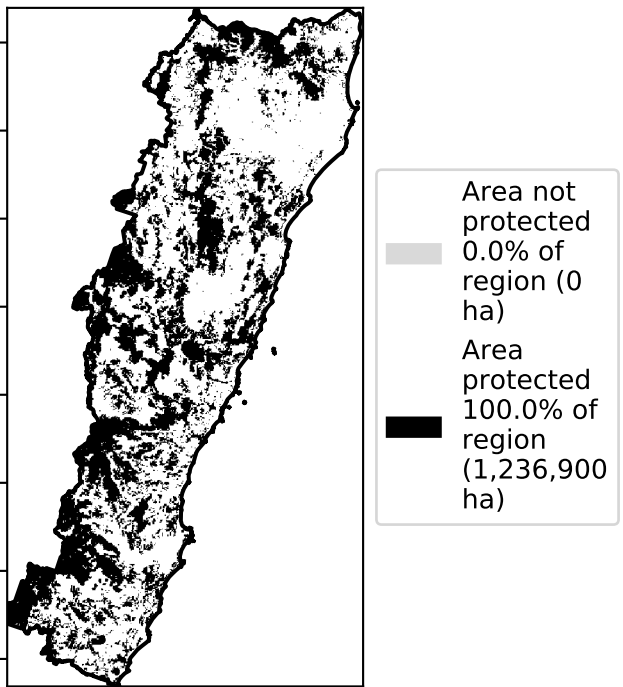 Area not
protected
0.0% of
region (0
ha)
Area
protected
100.0% of
region
(1,236,900
ha)